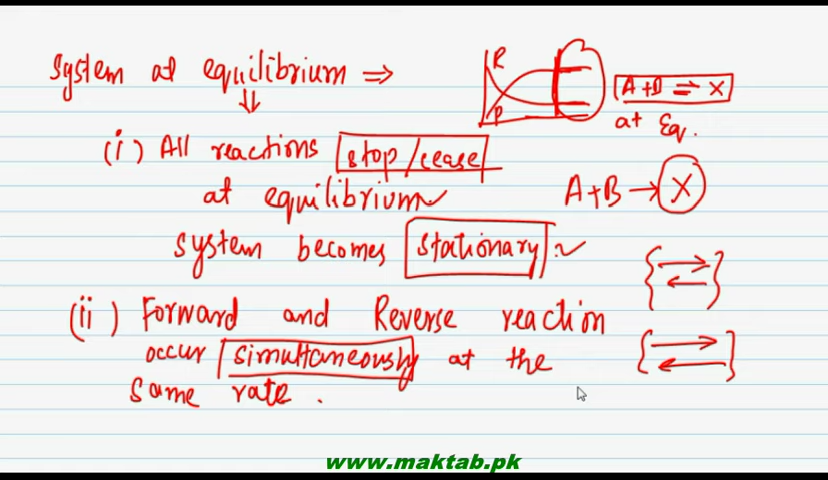 System at equilibrium ⇒
R
P
A+B ⇌ X
at Eq.
(i) All reactions stop/cease
at equilibrium
A+B → X
System becomes stationary.
(ii) Forward and Reverse reaction
occur simultaneously at the
same rate.
www.maktab.pk